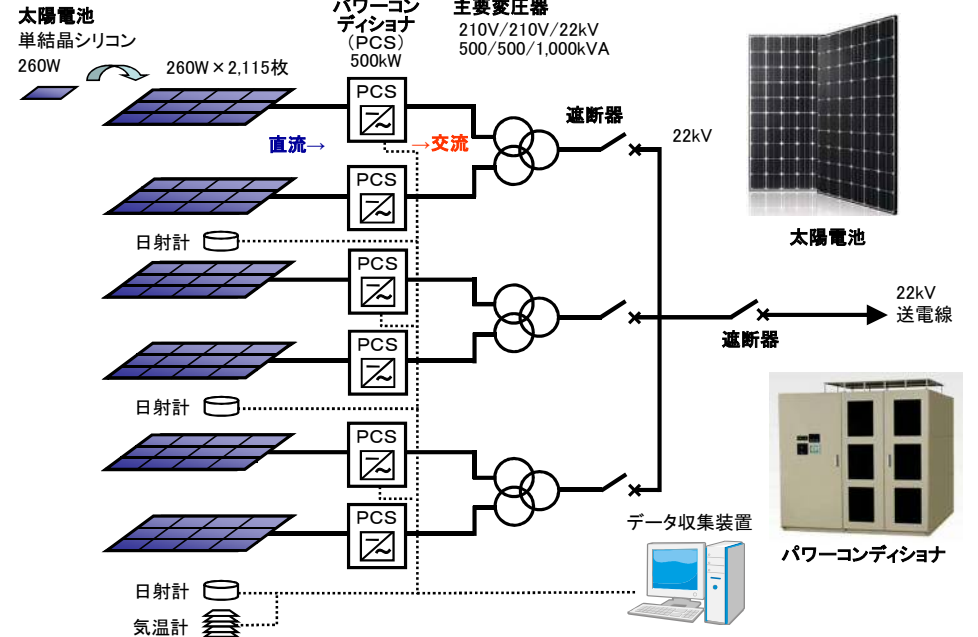 太陽電池
単結晶シリコン
260W
260W×2,115枚
パワーコン
ディショナ
(PCS)
500kW
主要変圧器
210V/210V/22kV
500/500/1,000kVA
PCS
直流→
→交流
遮断器
22kV
太陽電池
PCS
日射計
PCS
22kV
送電線
遮断器
PCS
日射計
PCS
PCS
データ収集装置
パワーコンディショナ
日射計
気温計